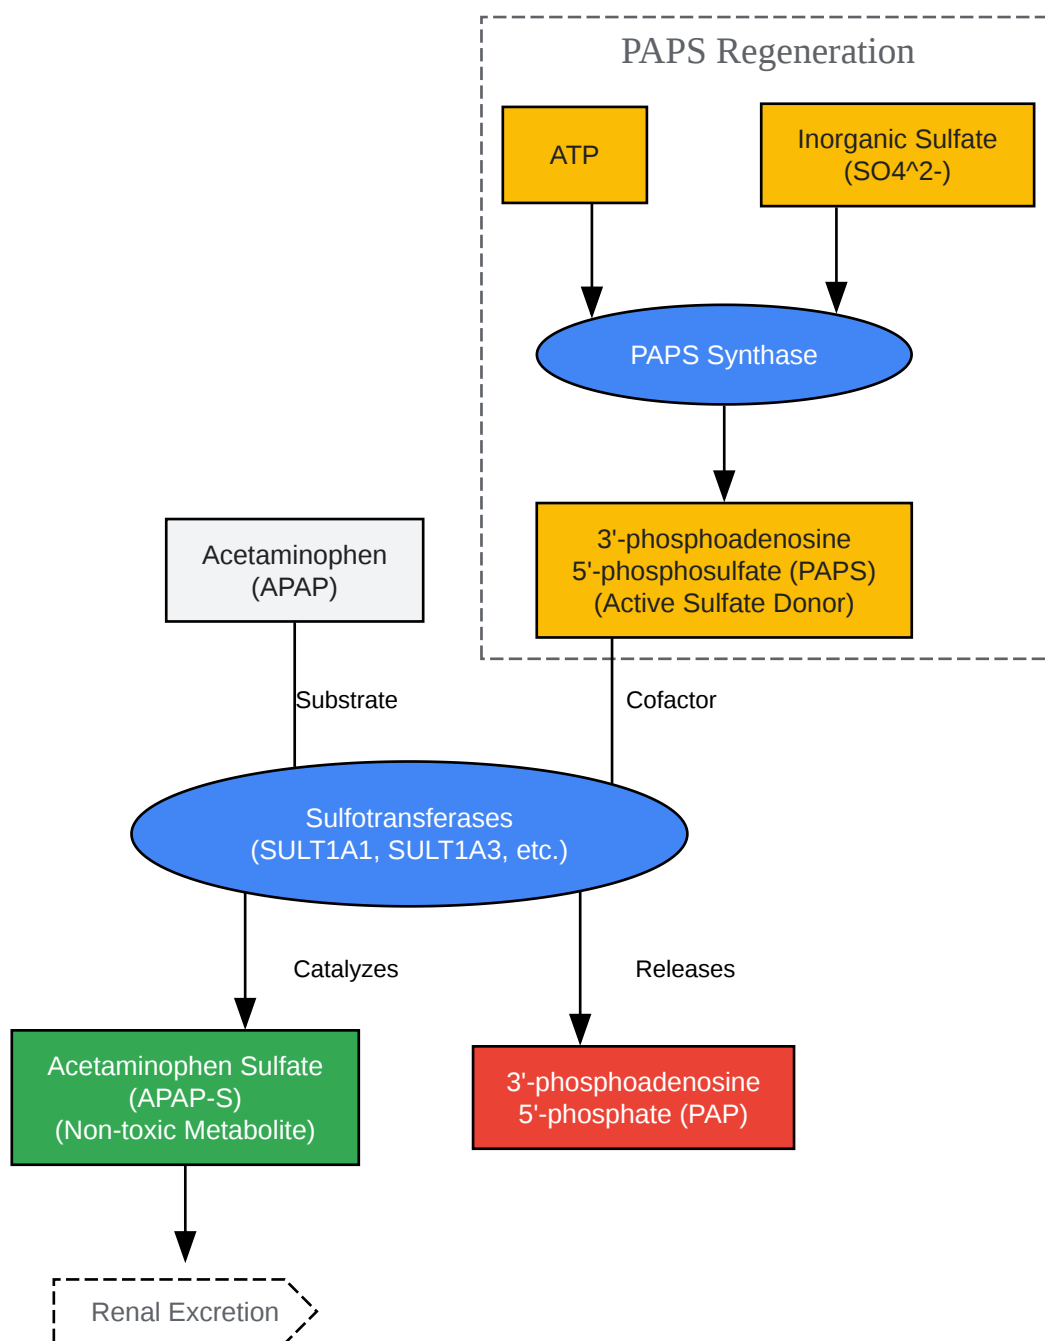 PAPS Regeneration
ATP
Inorganic Sulfate
(SO4^2-)
PAPS Synthase
3'-phosphoadenosine
5'-phosphosulfate (PAPS)
(Active Sulfate Donor)
Acetaminophen
(APAP)
Substrate
Cofactor
Sulfotransferases
(SULT1A1, SULT1A3, etc.)
Catalyzes
Releases
Acetaminophen Sulfate
(APAP-S)
(Non-toxic Metabolite)
3'-phosphoadenosine
5'-phosphate (PAP)
Renal Excretion